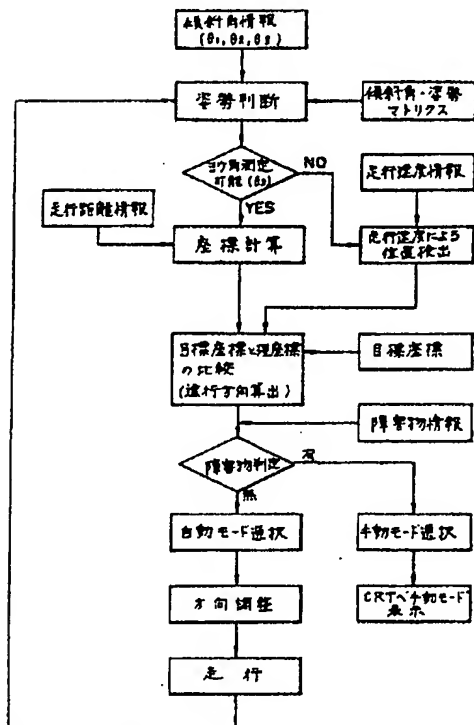 傾斜角情報
(θ1,θ2,θ3)
姿勢判断
傾斜角・姿勢
マトリクス
ヨウ角測定
可能(θ3)
NO
YES
走行速度情報
走行距離情報
座標計算
走行速度による
位置検出
目標座標と現座標
の比較
(進行方向算出)
目標座標
障害物情報
障害物判定
有
無
自動モード選択
手動モード選択
方向調整
CRTへ手動モード
表示
走行